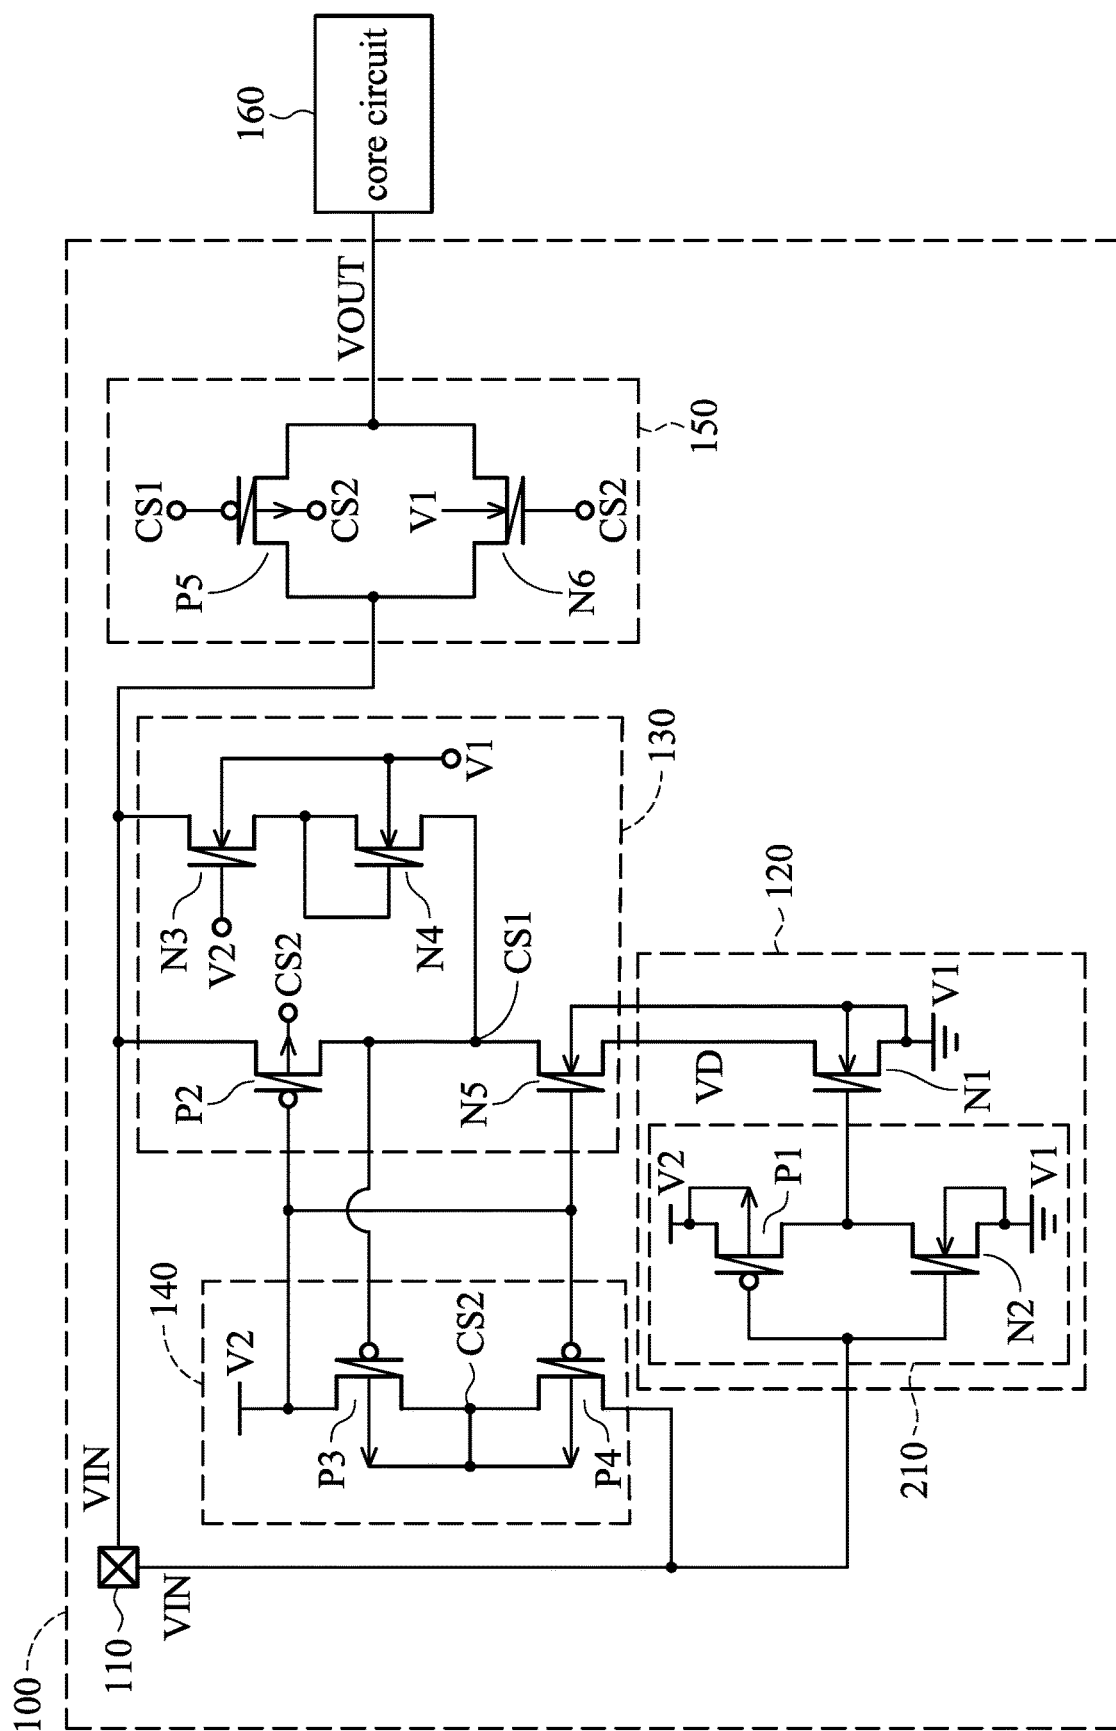 100
110
VIN
VIN
140
V2
P3
CS2
P4
130
P2
CS2
N3
V2
N4
CS1
N5
V1
120
VD
N1
V1
210
V2
P1
N2
V1
150
CS1
P5
CS2
V1
N6
CS2
VOUT
160
core circuit